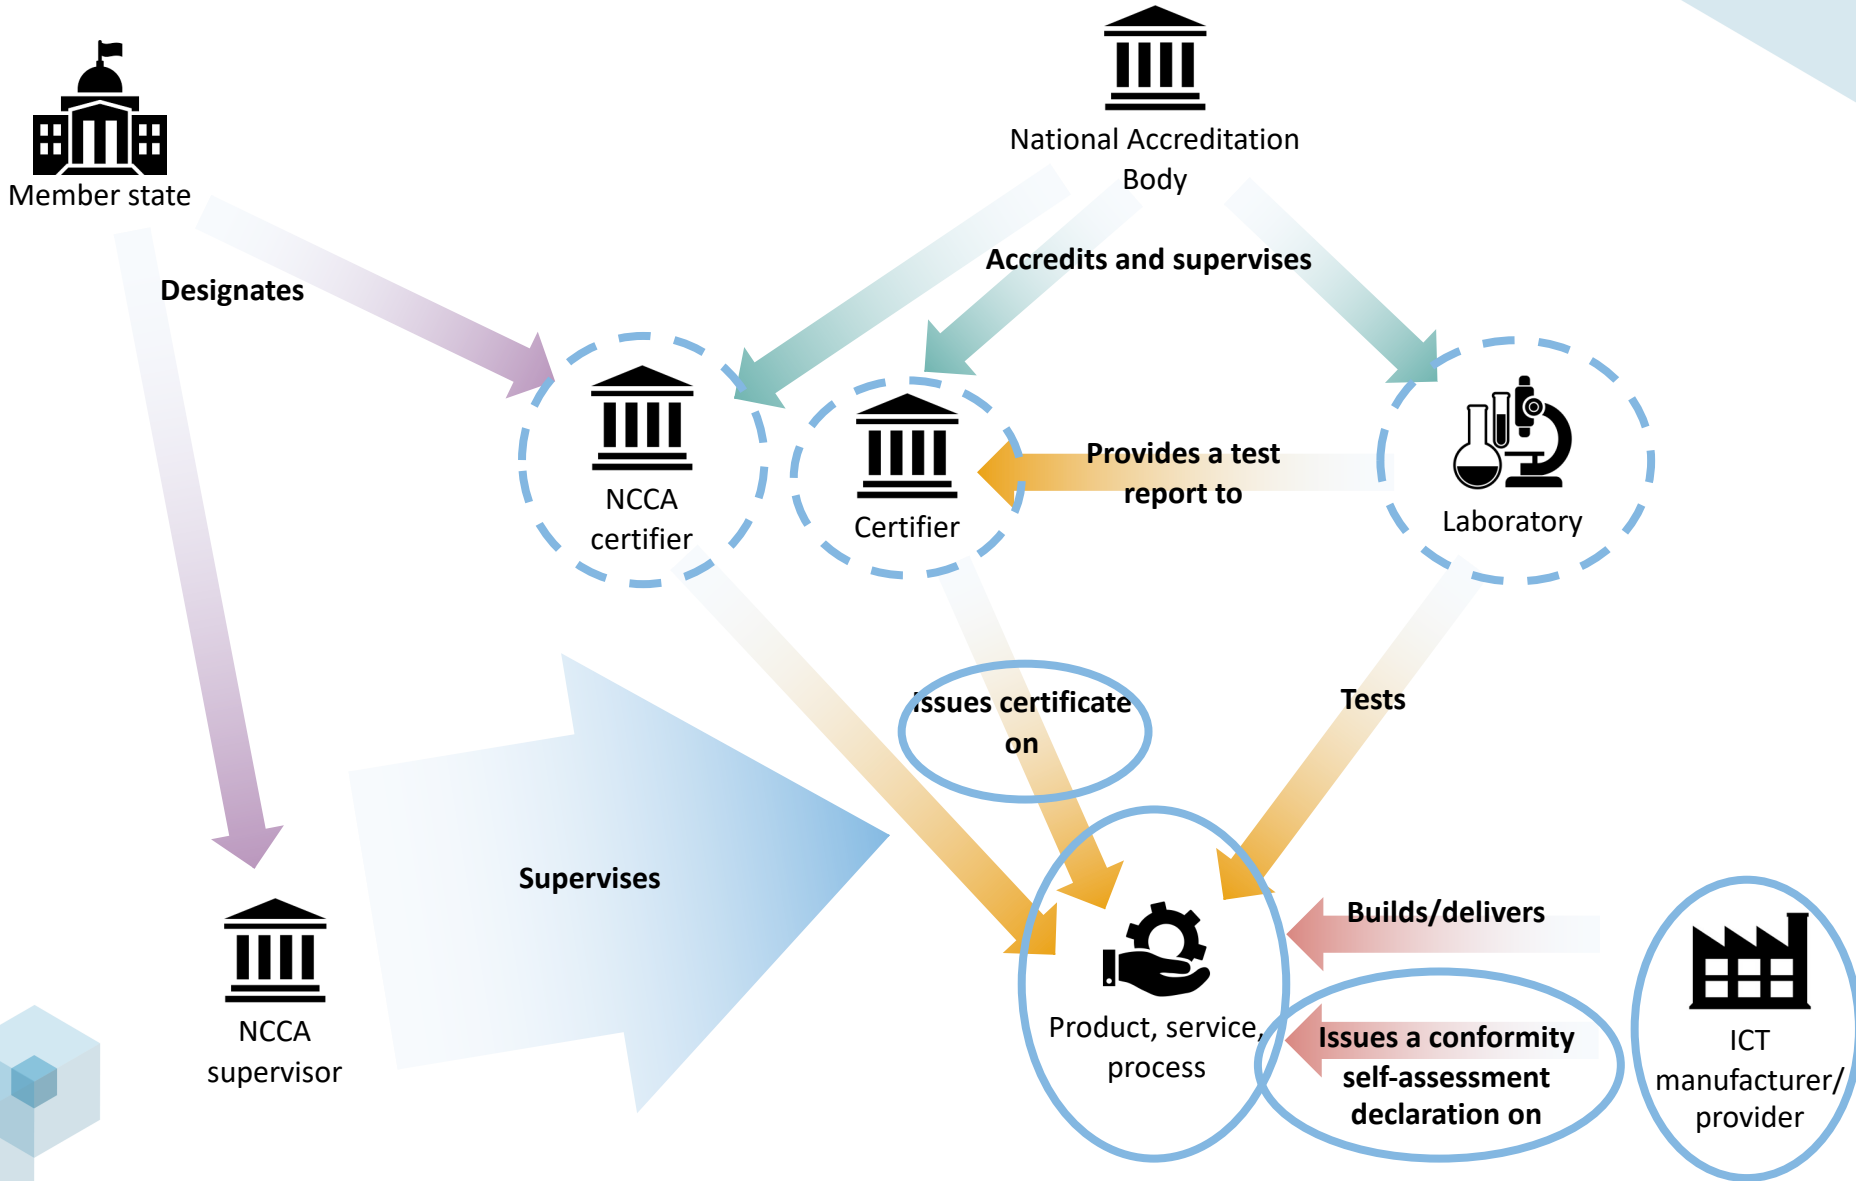 National Accreditation
Body
Member state
Accredits and supervises
Designates
Provides a test
report to
NCCA
certifier
Certifier
Laboratory
Issues certificate
on
Tests
Supervises
Builds/delivers
NCCA
supervisor
Product, service,
process
Issues a conformity
self-assessment
declaration on
ICT
manufacturer/
provider